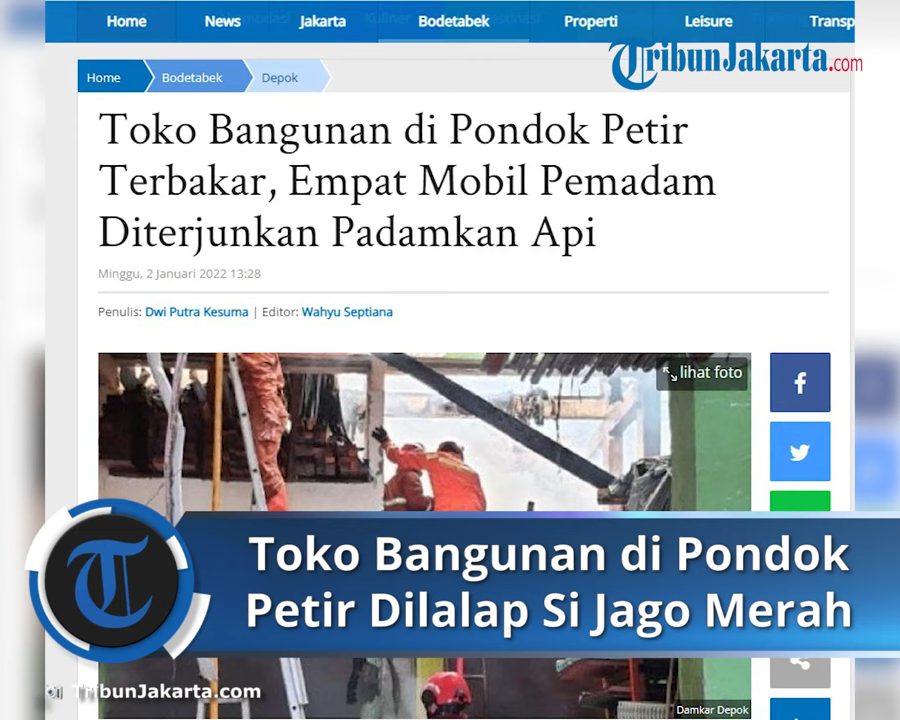 Home News Jakarta Bodetabek Properti Leisure Transp
TribunJakarta.com
Home Bodetabek Depok
Toko Bangunan di Pondok Petir
Terbakar, Empat Mobil Pemadam
Diterjunkan Padamkan Api
Minggu, 2 Januari 2022 13:28
Penulis: Dwi Putra Kesuma | Editor: Wahyu Septiana
lihat foto
f
Toko Bangunan di Pondok
Petir Dilalap Si Jago Merah
T
TribunJakarta.com
Damkar Depok